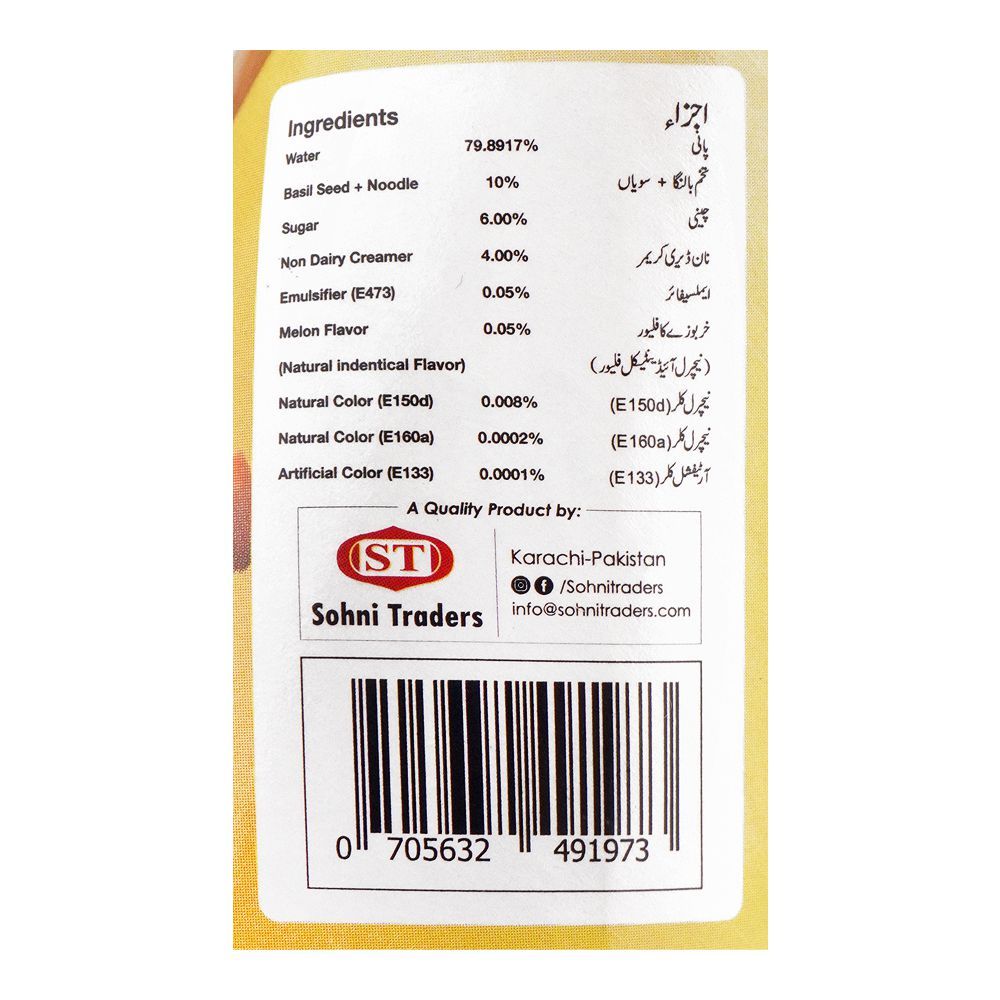 Ingredients اجزاء
Water 79.8917% پانی
Basil Seed + Noodle 10% تخم بالنگا + سویاں
Sugar 6.00% چینی
Non Dairy Creamer 4.00% نان ڈیری کریمر
Emulsifier (E473) 0.05% ایملسیفائر
Melon Flavor 0.05% خربوزے کا فلیور
(Natural indentical Flavor) (نیچرل آئیڈینٹیکل فلیور)
Natural Color (E150d) 0.008% نیچرل کلر (E150d)
Natural Color (E160a) 0.0002% نیچرل کلر (E160a)
Artificial Color (E133) 0.0001% آرٹیفشل کلر (E133)
A Quality Product by:
ST
Sohni Traders
Karachi-Pakistan
/Sohnitraders
info@sohnitraders.com
0 705632 491973